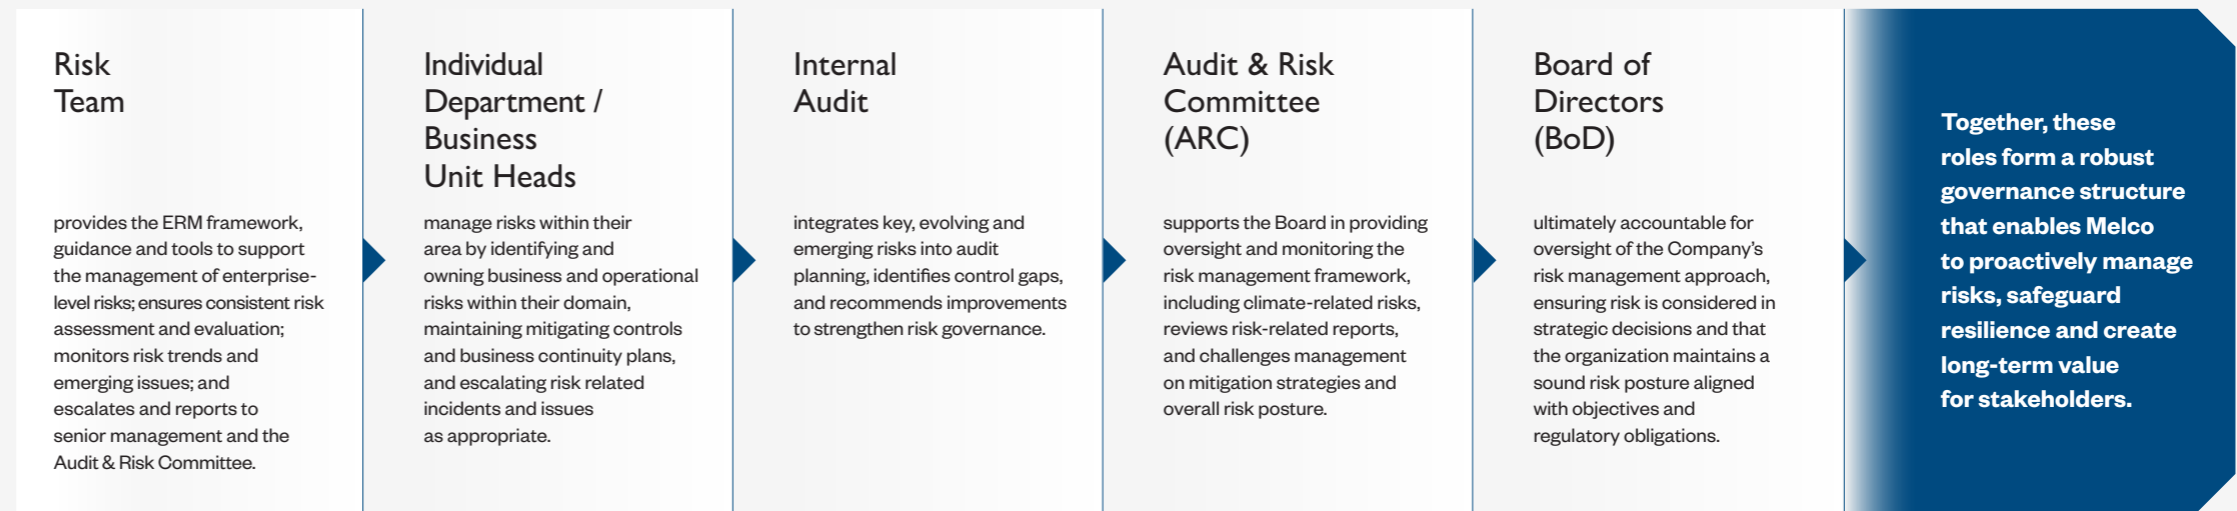 Risk
Team
provides the ERM framework,
guidance and tools to support
the management of enterprise-
level risks; ensures consistent risk
assessment and evaluation;
monitors risk trends and
emerging issues; and
escalates and reports to
senior management and the
Audit & Risk Committee.
Individual
Department /
Business
Unit Heads
manage risks within their
area by identifying and
owning business and operational
risks within their domain,
maintaining mitigating controls
and business continuity plans,
and escalating risk related
incidents and issues
as appropriate.
Internal
Audit
integrates key, evolving and
emerging risks into audit
planning, identifies control gaps,
and recommends improvements
to strengthen risk governance.
Audit & Risk
Committee
(ARC)
supports the Board in providing
oversight and monitoring the
risk management framework,
including climate-related risks,
reviews risk-related reports,
and challenges management
on mitigation strategies and
overall risk posture.
Board of
Directors
(BoD)
ultimately accountable for
oversight of the Company's
risk management approach,
ensuring risk is considered in
strategic decisions and that
the organization maintains a
sound risk posture aligned
with objectives and
regulatory obligations.
Together, these
roles form a robust
governance structure
that enables Melco
to proactively manage
risks, safeguard
resilience and create
long-term value
for stakeholders.